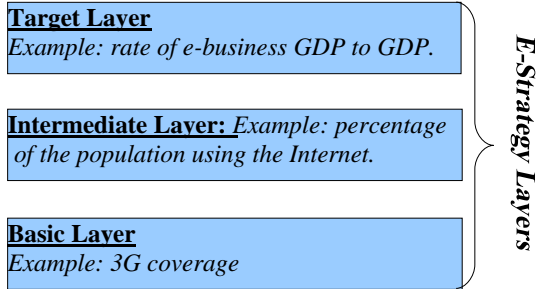 Target Layer
Example: rate of e-business GDP to GDP.
Intermediate Layer: Example: percentage
of the population using the Internet.
Basic Layer
Example: 3G coverage
E-Strategy Layers